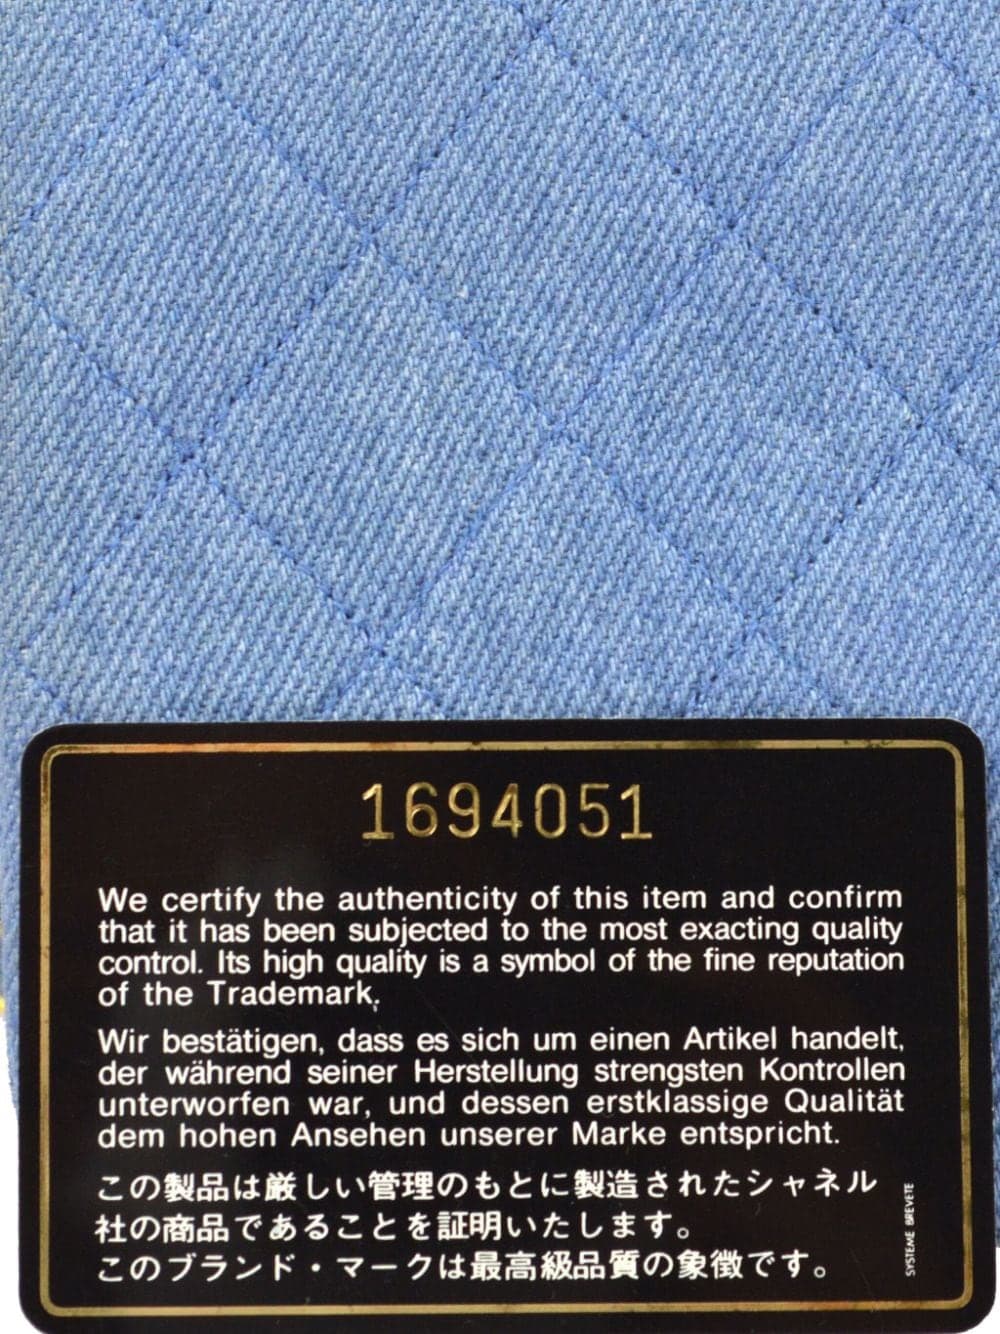 1694051
We certify the authenticity of this item and confirm
that it has been subjected to the most exacting quality
control. Its high quality is a symbol of the fine reputation
of the Trademark.
Wir bestätigen, dass es sich um einen Artikel handelt,
der während seiner Herstellung strengsten Kontrollen
unterworfen war, und dessen erstklassige Qualität
dem hohen Ansehen unserer Marke entspricht.
この製品は厳しい管理のもとに製造されたシャネル
社の商品であることを証明いたします。
このブランド・マークは最高級品質の象徴です。
SYSTEME BREVETE